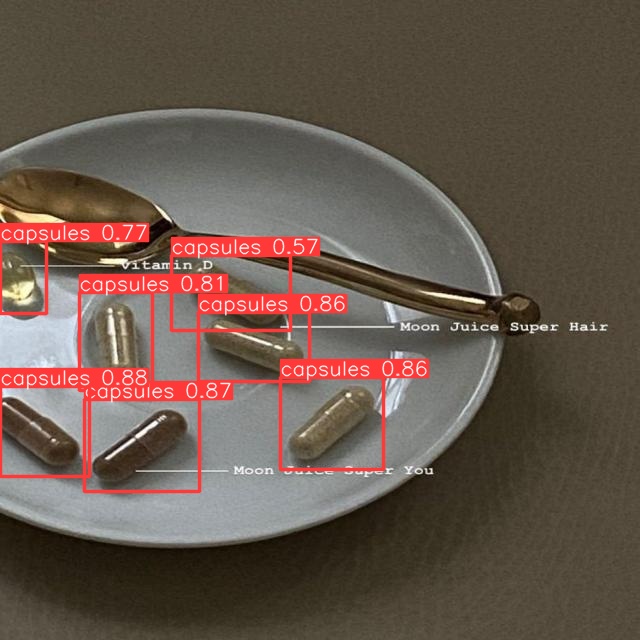 capsules 0.77
Vitamin D
capsules 0.57
capsules 0.81
capsules 0.86
Moon Juice Super Hair
capsules 0.86
capsules 0.88
capsules 0.87
Moon Juice Super You